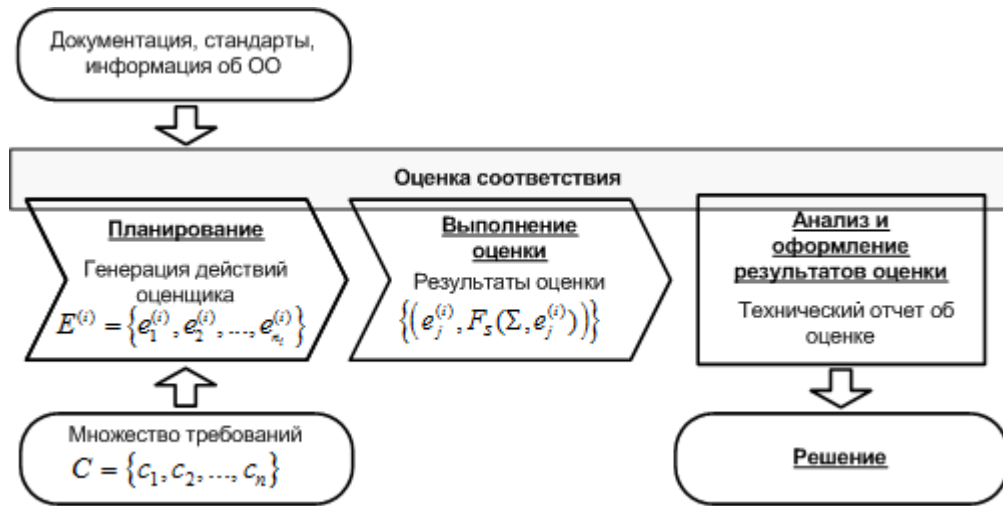 Документация, стандарты,
информация об ОО
Оценка соответствия
Планирование
Генерация действий
оценщика
E^{(i)} = {e_1^{(i)}, e_2^{(i)}, ..., e_{n_i}^{(i)}}
Выполнение
оценки
Результаты оценки
{(e_j^{(i)}, F_s(Σ, e_j^{(i)}))}
Анализ и
оформление
результатов оценки
Технический отчет об
оценке
Множество требований
C = {c_1, c_2, ..., c_n}
Решение